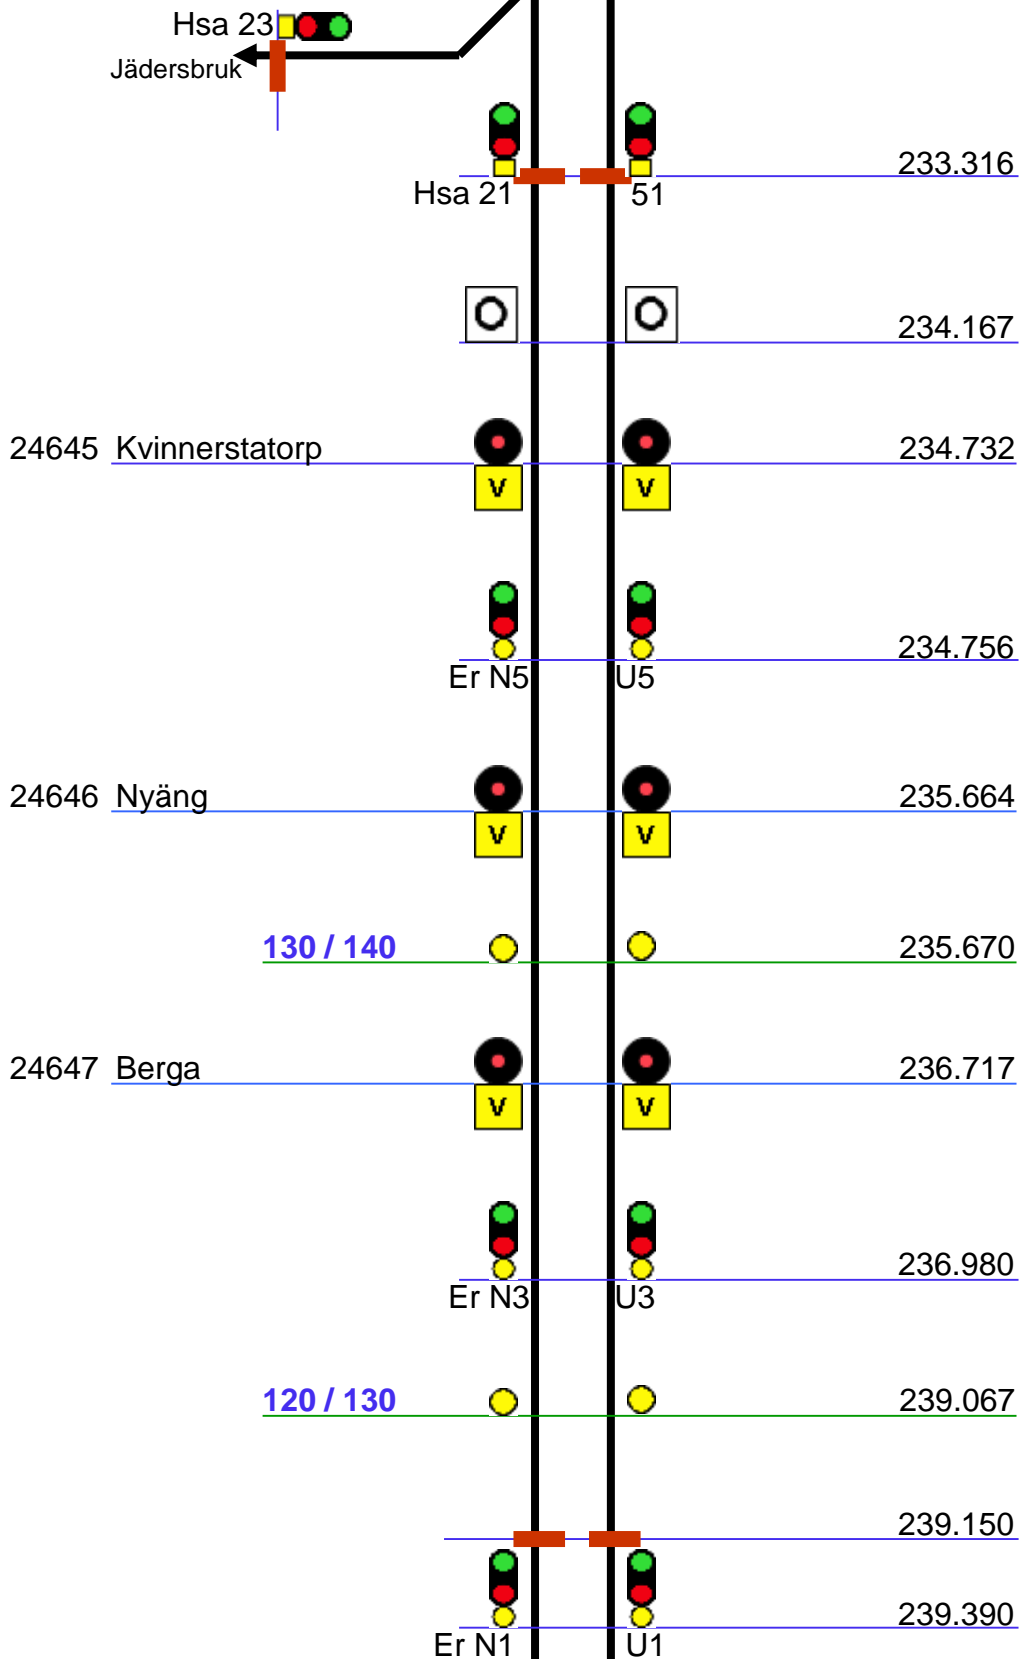 Hsa 23
Jädersbruk
233.316
Hsa 21 51
O O
234.167
24645 Kvinnerstatorp 234.732
V V
234.756
Er N5 U5
24646 Nyäng 235.664
V V
130 / 140 235.670
24647 Berga 236.717
V V
236.980
Er N3 U3
120 / 130 239.067
239.150
239.390
Er N1 U1